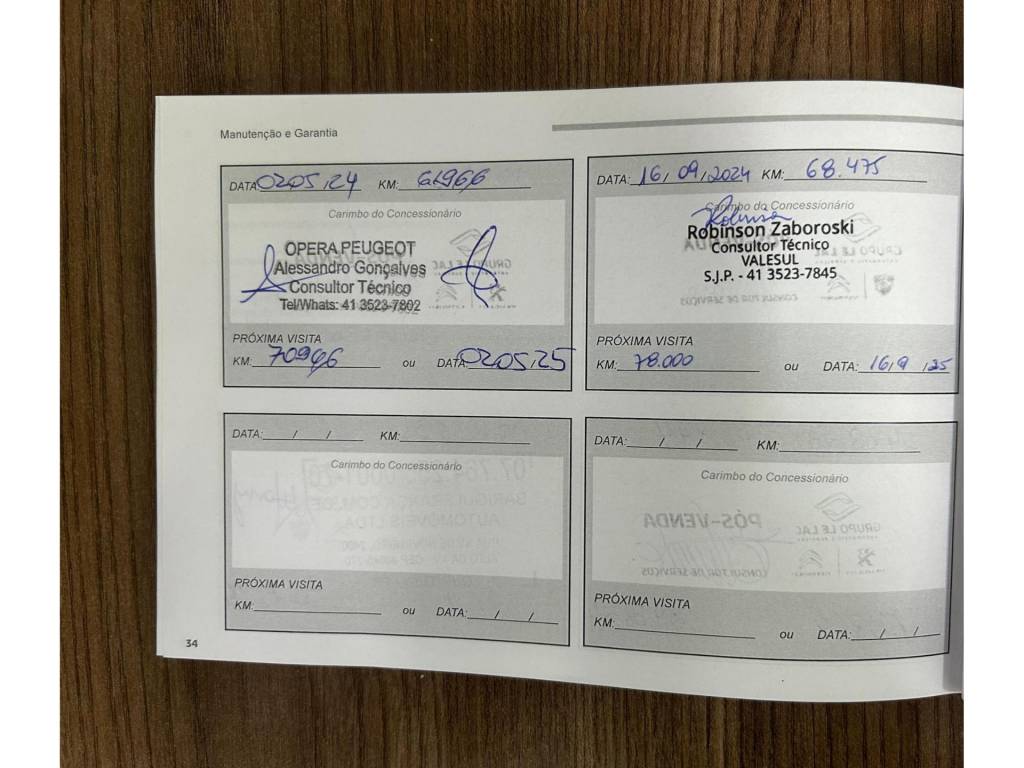 Manutenção e Garantia
DATA 02 05 / 24 KM: 61966
Carimbo do Concessionário
OPERA PEUGEOT
Alessandro Gonçalves
Consultor Técnico
Tel/Whats: 41 3523-7802
PRÓXIMA VISITA
KM: 70966 ou DATA: 02 05 / 25
DATA: 16 / 09 / 2024 KM: 68.475
Carimbo do Concessionário
Robinson Zaboroski
Consultor Técnico
VALESUL
S.J.P. - 41 3523-7845
PRÓXIMA VISITA
KM: 78.000 ou DATA: 16 / 9 / 25
DATA: / / KM:
Carimbo do Concessionário
PRÓXIMA VISITA
KM: ou DATA: / /
DATA: / / KM:
Carimbo do Concessionário
PRÓXIMA VISITA
KM: ou DATA: / /
34